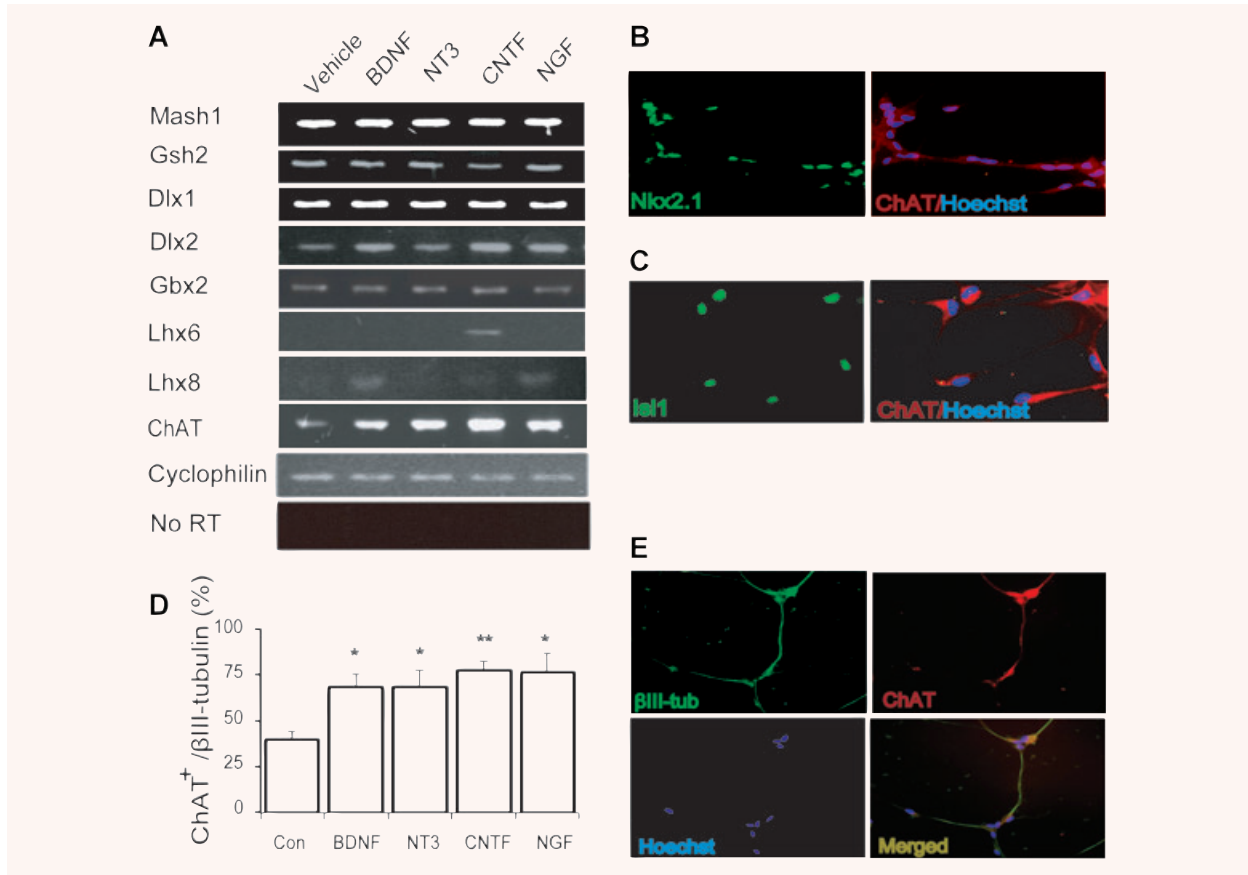 A
Vehicle BDNF NT3 CNTF NGF
Mash1
Gsh2
Dlx1
Dlx2
Gbx2
Lhx6
Lhx8
ChAT
Cyclophilin
No RT
B
Nkx2.1
ChAT/Hoechst
C
Isl1
ChAT/Hoechst
D
ChAT+/βIII-tubulin (%)
100
75
50
25
0
* * ** *
Con BDNF NT3 CNTF NGF
E
βIII-tub
ChAT
Hoechst
Merged